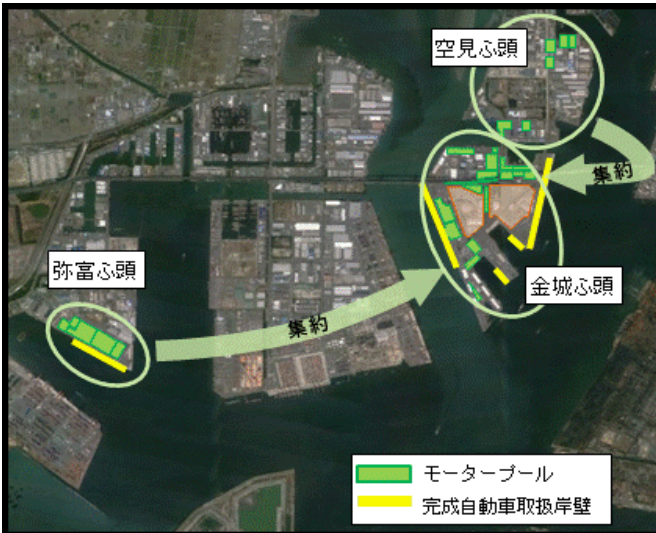 空見ふ頭
集約
弥富ふ頭
金城ふ頭
集約
モータープール
完成自動車取扱岸壁